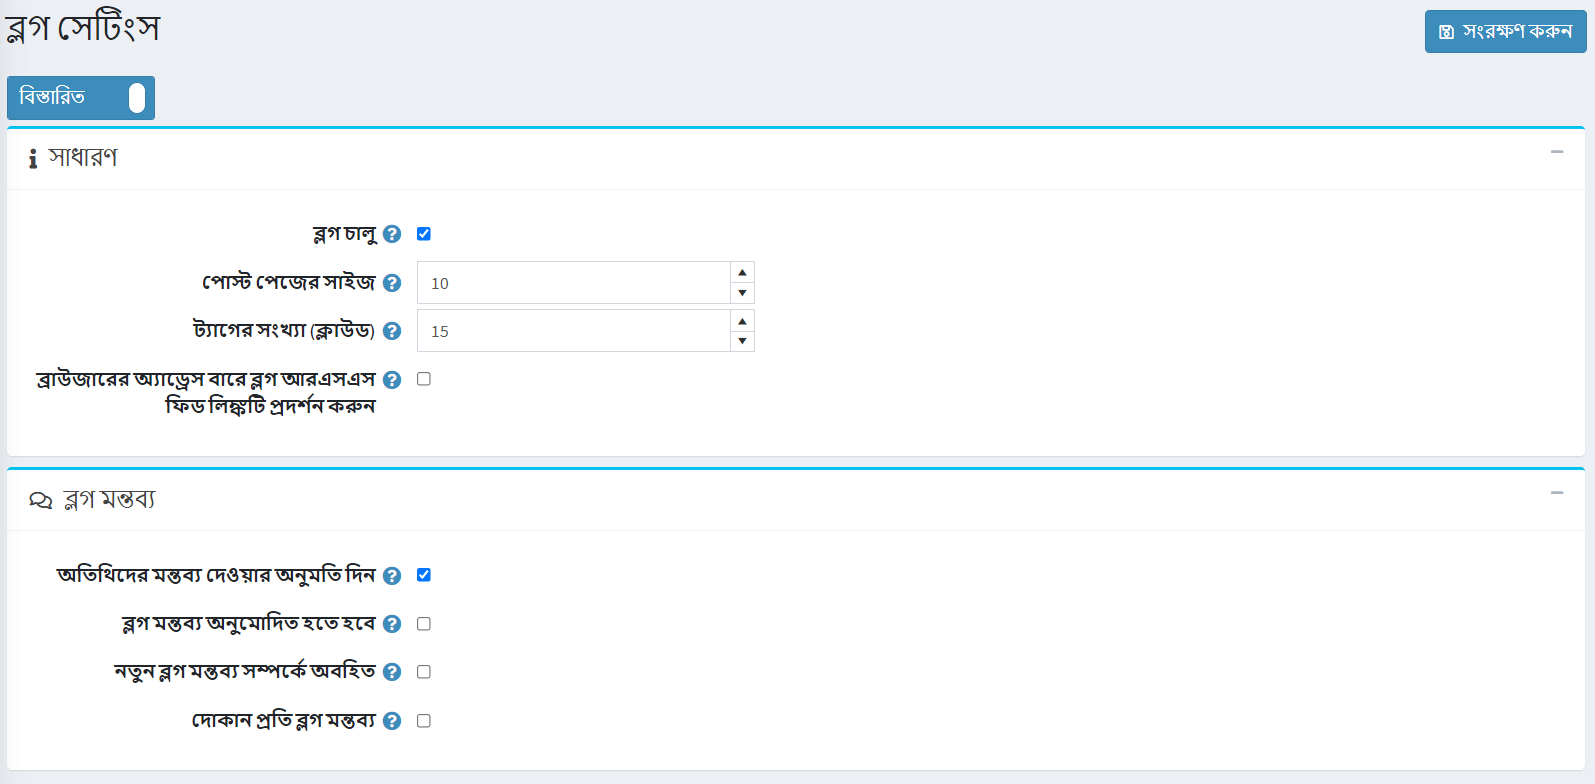 ব্লগ সেটিংস
সংরক্ষণ করুন
বিস্তারিত
সাধারণ
ব্লগ চালু
পোস্ট পেজের সাইজ
10
ট্যাগের সংখ্যা (ক্লাউড)
15
ব্রাউজারের অ্যাড্রেস বারে ব্লগ আরএসএস
ফিড লিঙ্কটি প্রদর্শন করুন
ব্লগ মন্তব্য
অতিথিদের মন্তব্য দেওয়ার অনুমতি দিন
ব্লগ মন্তব্য অনুমোদিত হতে হবে
নতুন ব্লগ মন্তব্য সম্পর্কে অবহিত
দোকান প্রতি ব্লগ মন্তব্য